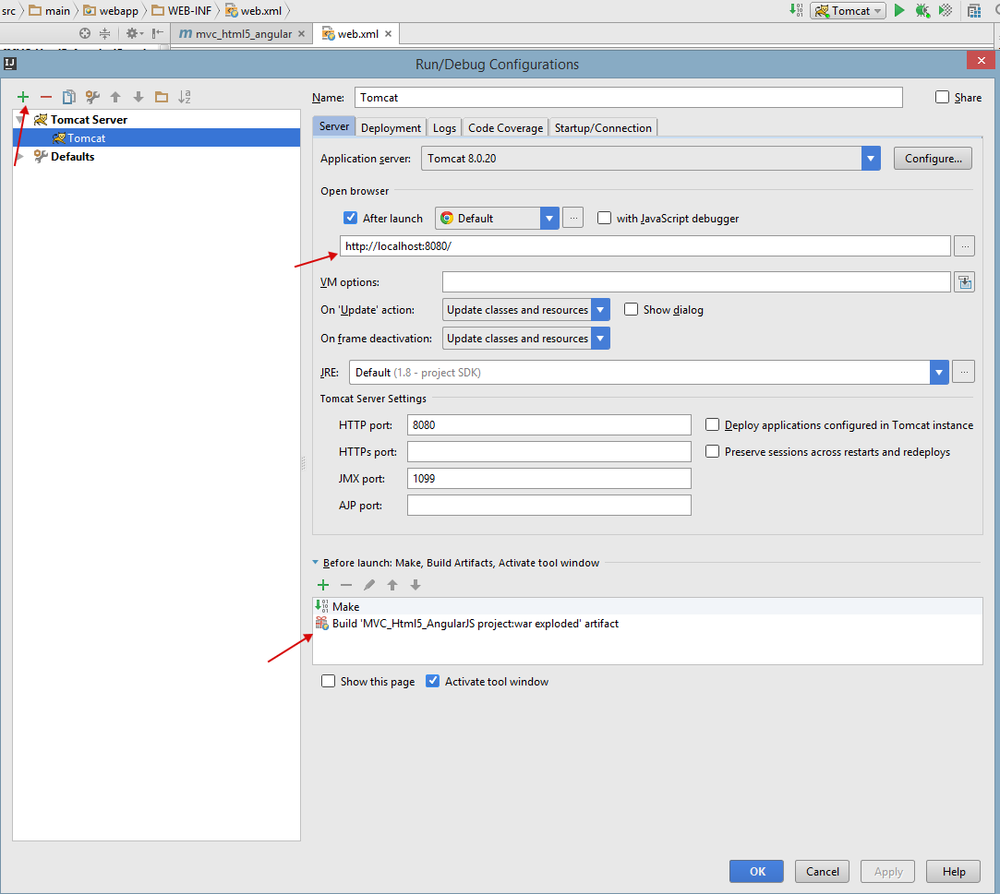 src main webapp WEB-INF web.xml Tomcat
mvc_html5_angular web.xml
Run/Debug Configurations
Name: Tomcat Share
Tomcat Server
Tomcat
Defaults
Server Deployment Logs Code Coverage Startup/Connection
Application server: Tomcat 8.0.20 Configure...
Open browser
After launch Default ... with JavaScript debugger
http://localhost:8080/ ...
VM options:
On 'Update' action: Update classes and resources Show dialog
On frame deactivation: Update classes and resources
JRE: Default (1.8 - project SDK) ...
Tomcat Server Settings
HTTP port: 8080 Deploy applications configured in Tomcat instance
HTTPs port: Preserve sessions across restarts and redeploys
JMX port: 1099
AJP port:
Before launch: Make, Build Artifacts, Activate tool window
Make
Build 'MVC_Html5_AngularJS project:war exploded' artifact
Show this page Activate tool window
OK Cancel Apply Help